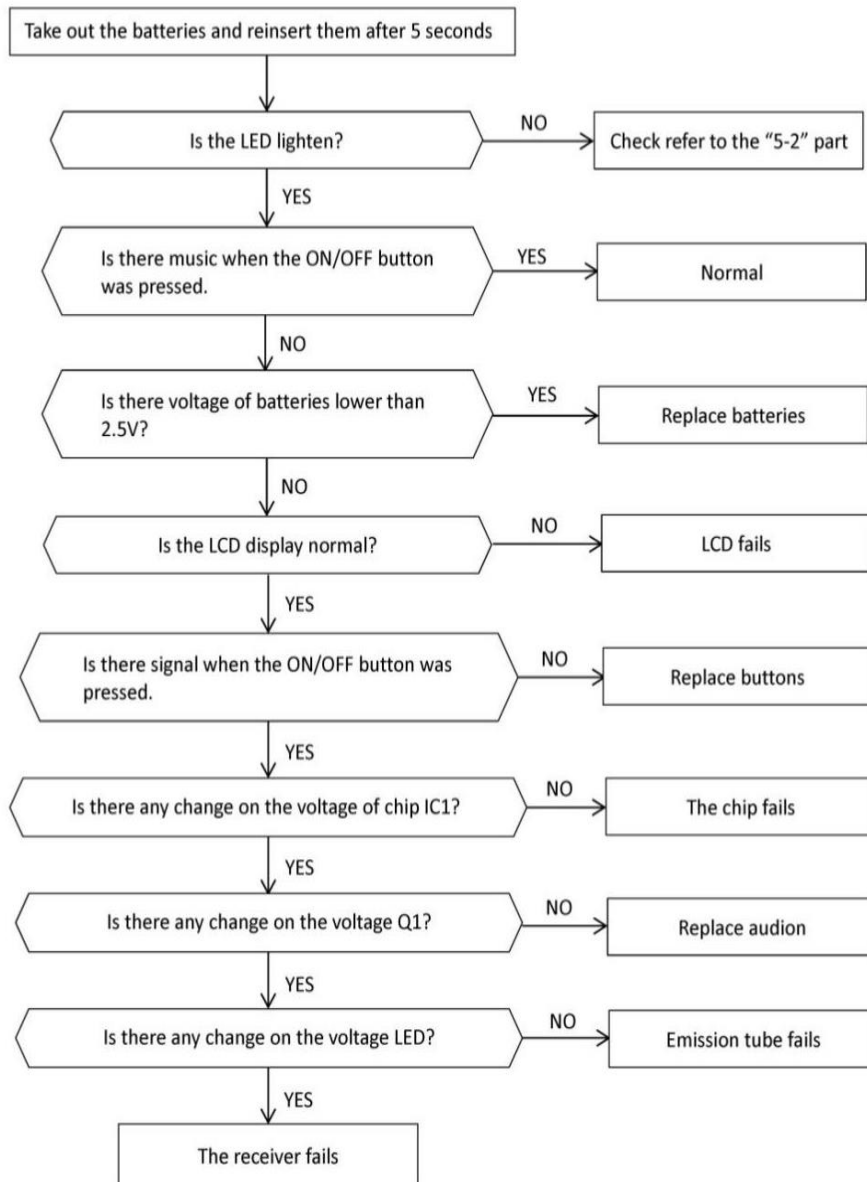 Take out the batteries and reinsert them after 5 seconds
Is the LED lighten?
NO
Check refer to the “5-2” part
YES
Is there music when the ON/OFF button
was pressed.
YES
Normal
NO
Is there voltage of batteries lower than
2.5V?
YES
Replace batteries
NO
Is the LCD display normal?
NO
LCD fails
YES
Is there signal when the ON/OFF button was
pressed.
NO
Replace buttons
YES
Is there any change on the voltage of chip IC1?
NO
The chip fails
YES
Is there any change on the voltage Q1?
NO
Replace audion
YES
Is there any change on the voltage LED?
NO
Emission tube fails
YES
The receiver fails